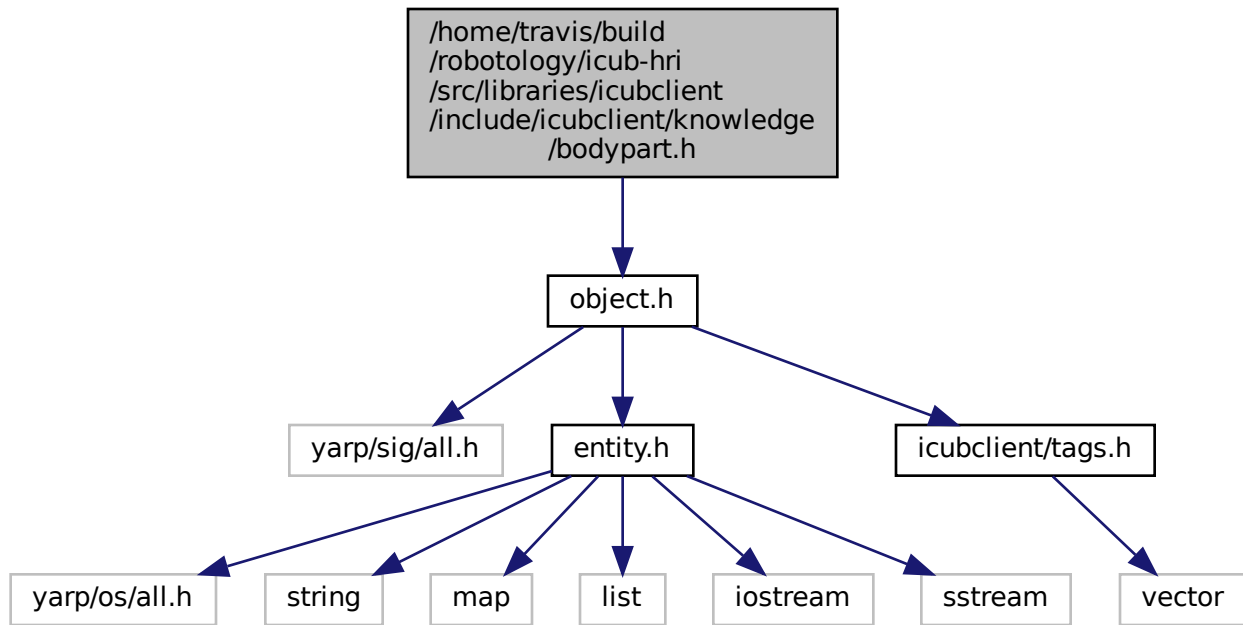 /home/travis/build
/robotology/icub-hri
/src/libraries/icubclient
/include/icubclient/knowledge
/bodypart.h
object.h
yarp/sig/all.h
entity.h
icubclient/tags.h
yarp/os/all.h
string
map
list
iostream
sstream
vector